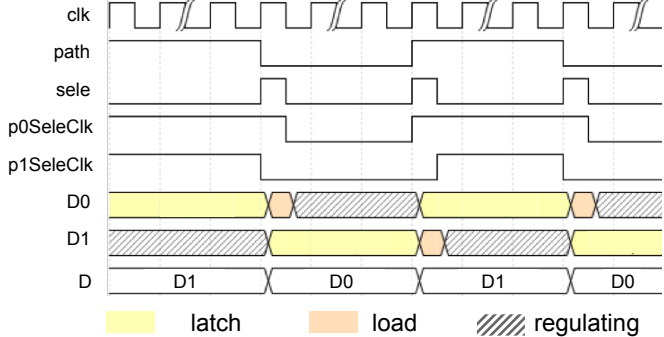 clk
path
sele
p0SeleClk
p1SeleClk
D0
D1
D D1 D0 D1 D0
latch load regulating